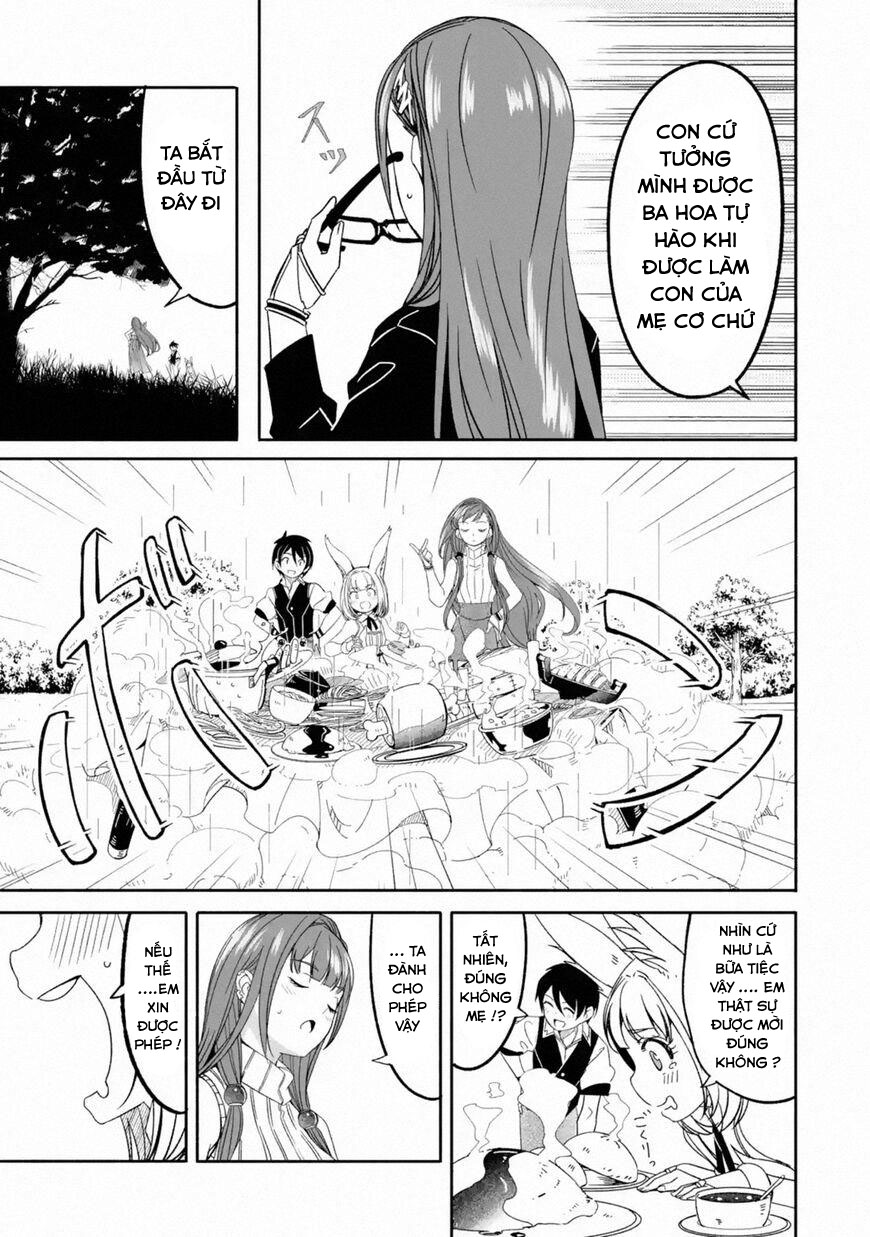 CON CỨ
TƯỞNG
MÌNH ĐƯỢC
BA HOA TỰ
HÀO KHI
ĐƯỢC LÀM
CON CỦA
MẸ CƠ CHỨ
スッ
TA BẮT
ĐẦU TỪ
ĐÂY ĐI
NHÌN CỨ
NHƯ LÀ
BỮA TIỆC
VẬY .... EM
THẬT SỰ
ĐƯỢC MỜI
ĐÚNG
KHÔNG ?
TẤT
NHIÊN,
ĐÚNG
KHÔNG
MẸ !?
... TA
ĐÀNH
CHO
PHÉP
VẬY
NẾU
THẾ
....EM
XIN
ĐƯỢC
PHÉP !